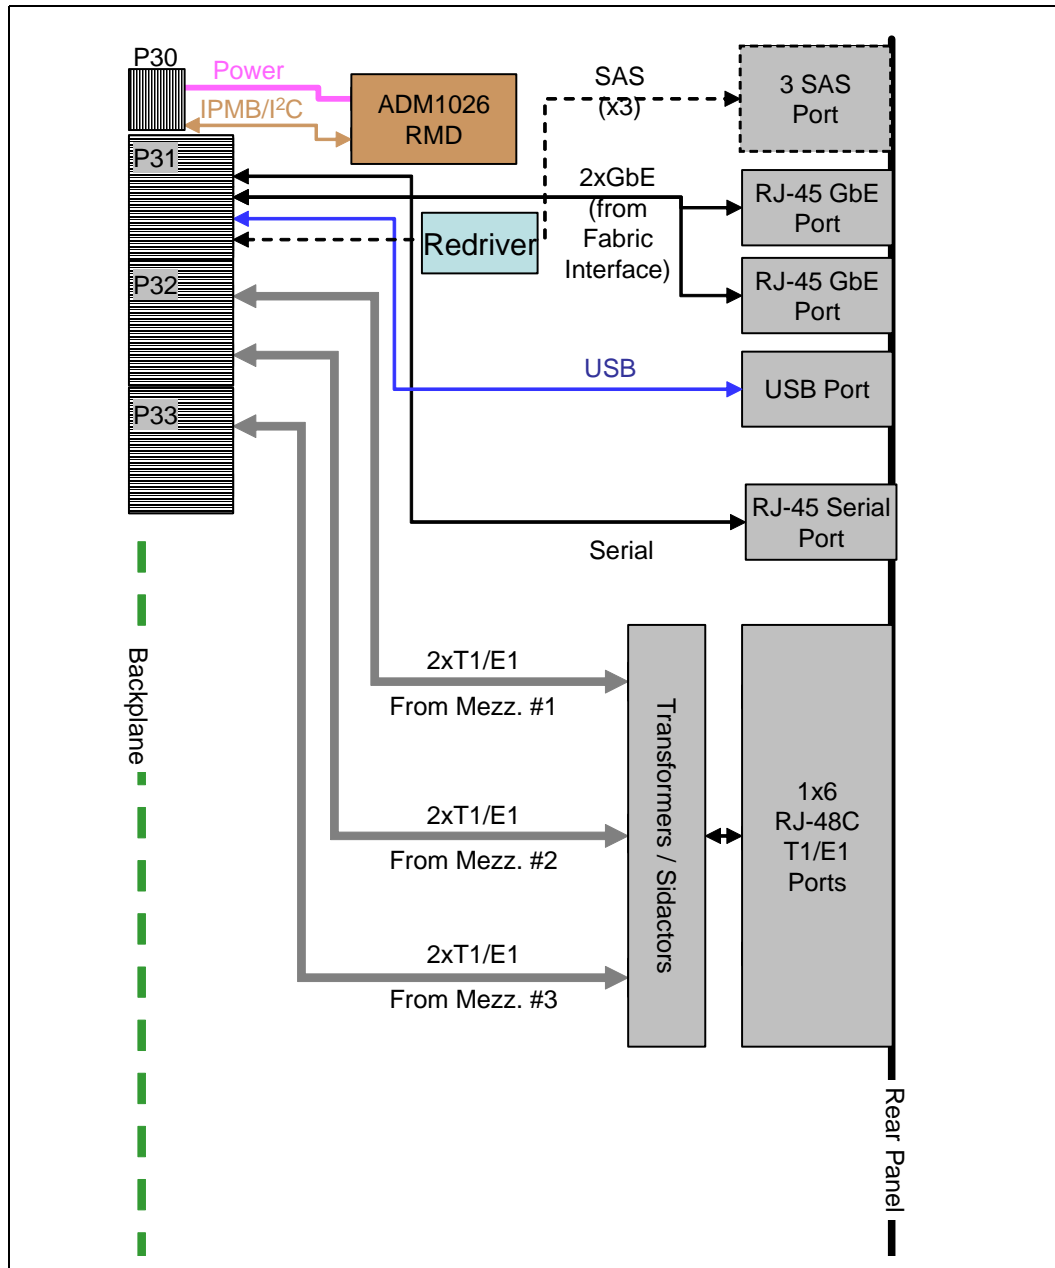 P30
Power
IPMB/I²C
ADM1026
RMD
SAS
(x3)
3 SAS
Port
P31
2xGbE
(from
Fabric
Interface)
RJ-45 GbE
Port
Redriver
P32
RJ-45 GbE
Port
USB
USB Port
P33
RJ-45 Serial
Port
Serial
Backplane
2xT1/E1
From Mezz. #1
2xT1/E1
From Mezz. #2
2xT1/E1
From Mezz. #3
Transformers / Sidactors
1x6
RJ-48C
T1/E1
Ports
Rear Panel